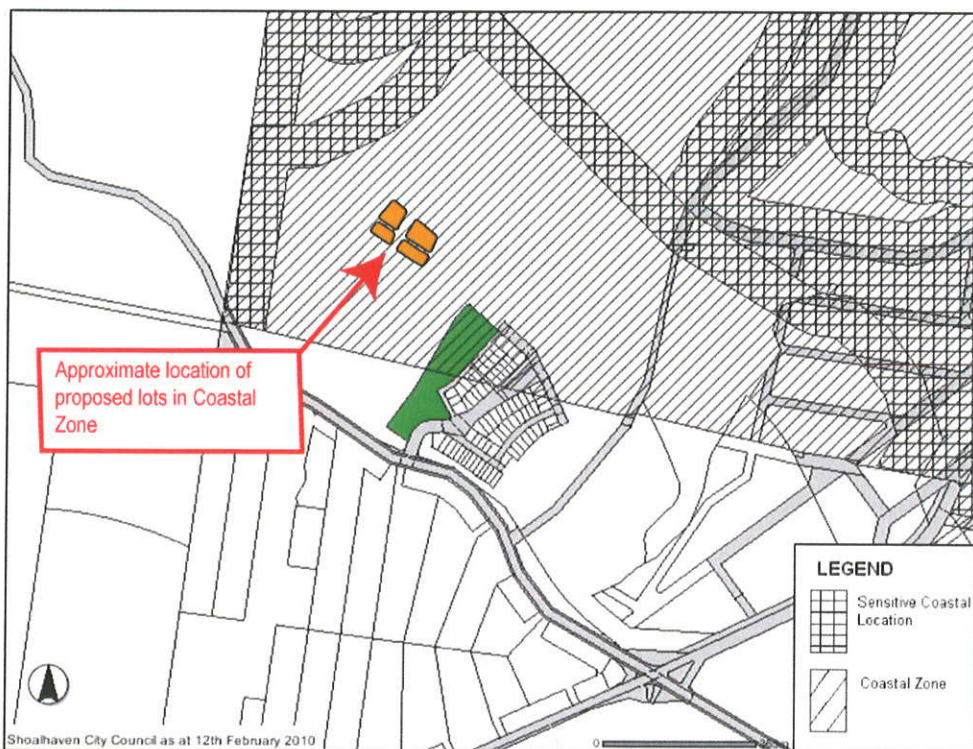 Approximate location of
proposed lots in Coastal
Zone
LEGEND
Sensitive Coastal
Location
Coastal Zone
Shoalhaven City Council as at 12th February 2010
0